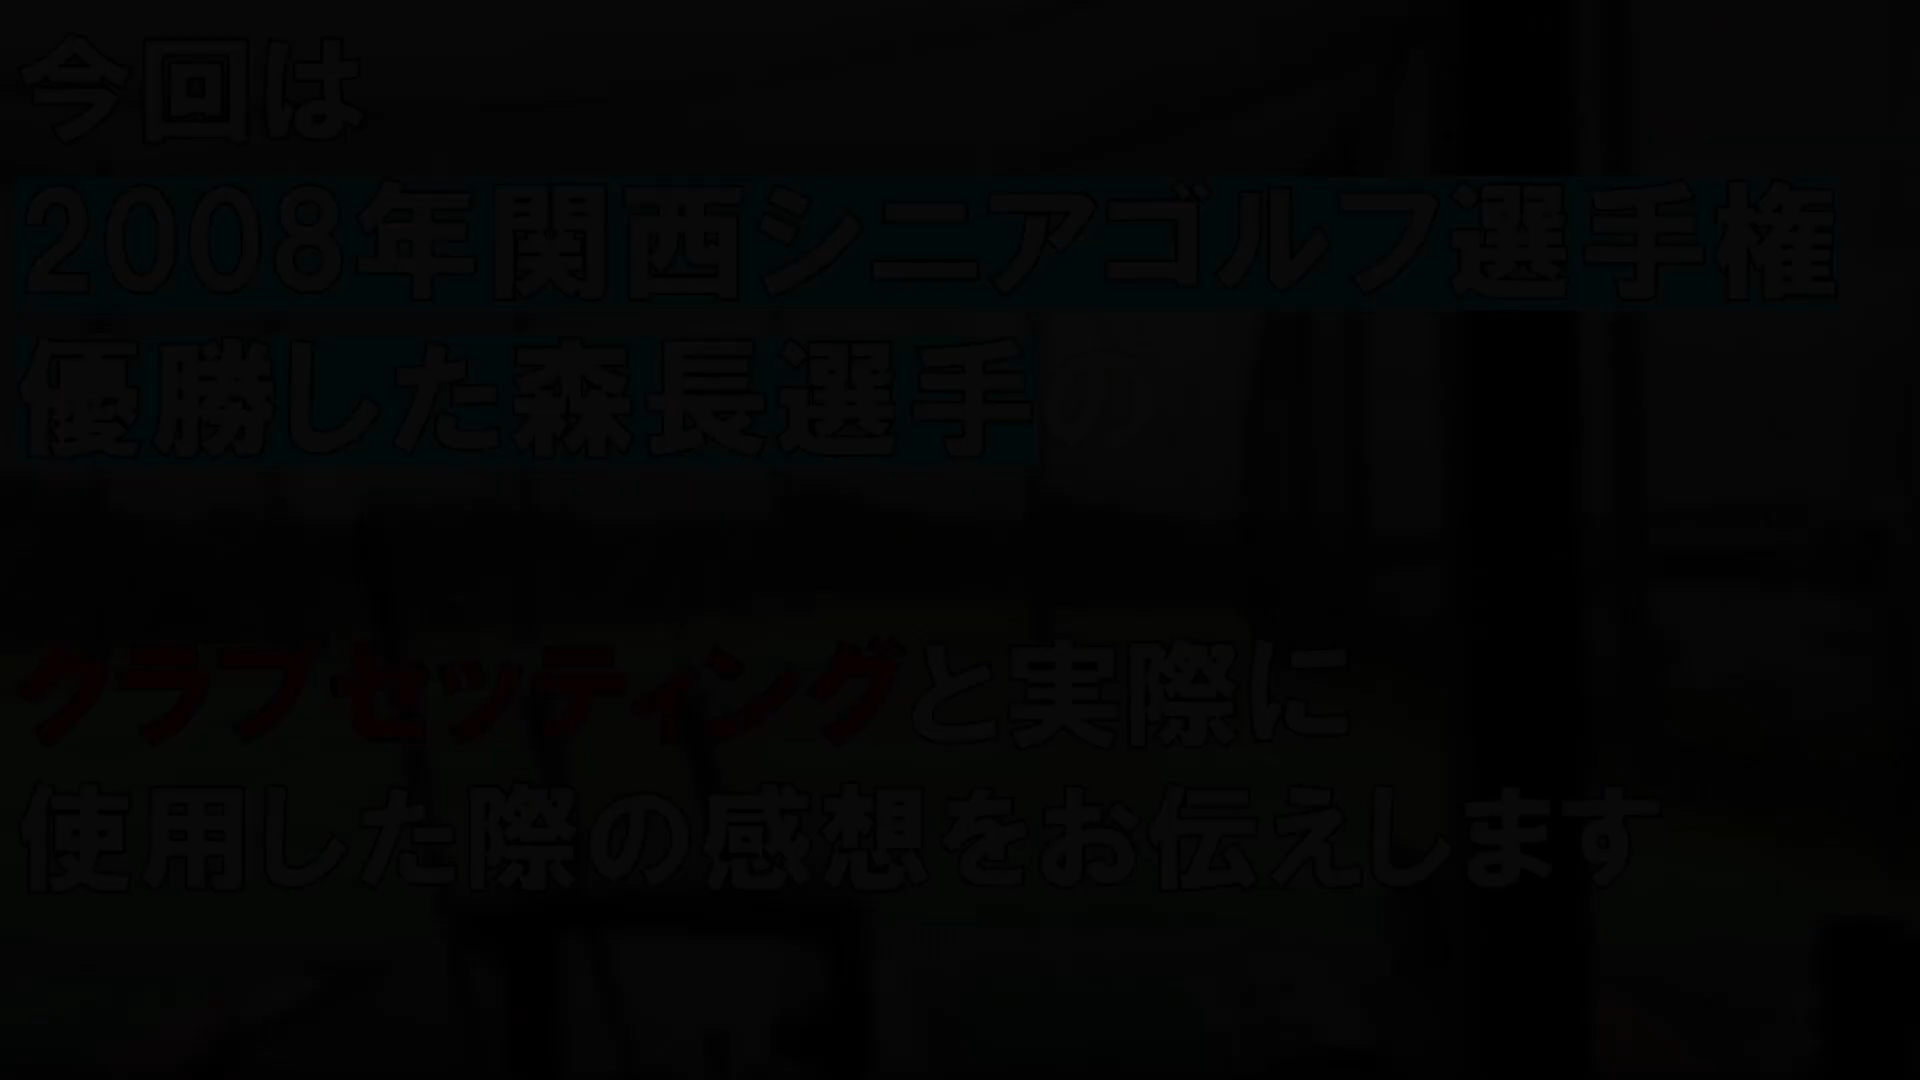 今回は
2008年関西シニアゴルフ選手権
優勝した森長選手の
クラブセッティングと実際に
使用した際の感想をお伝えします